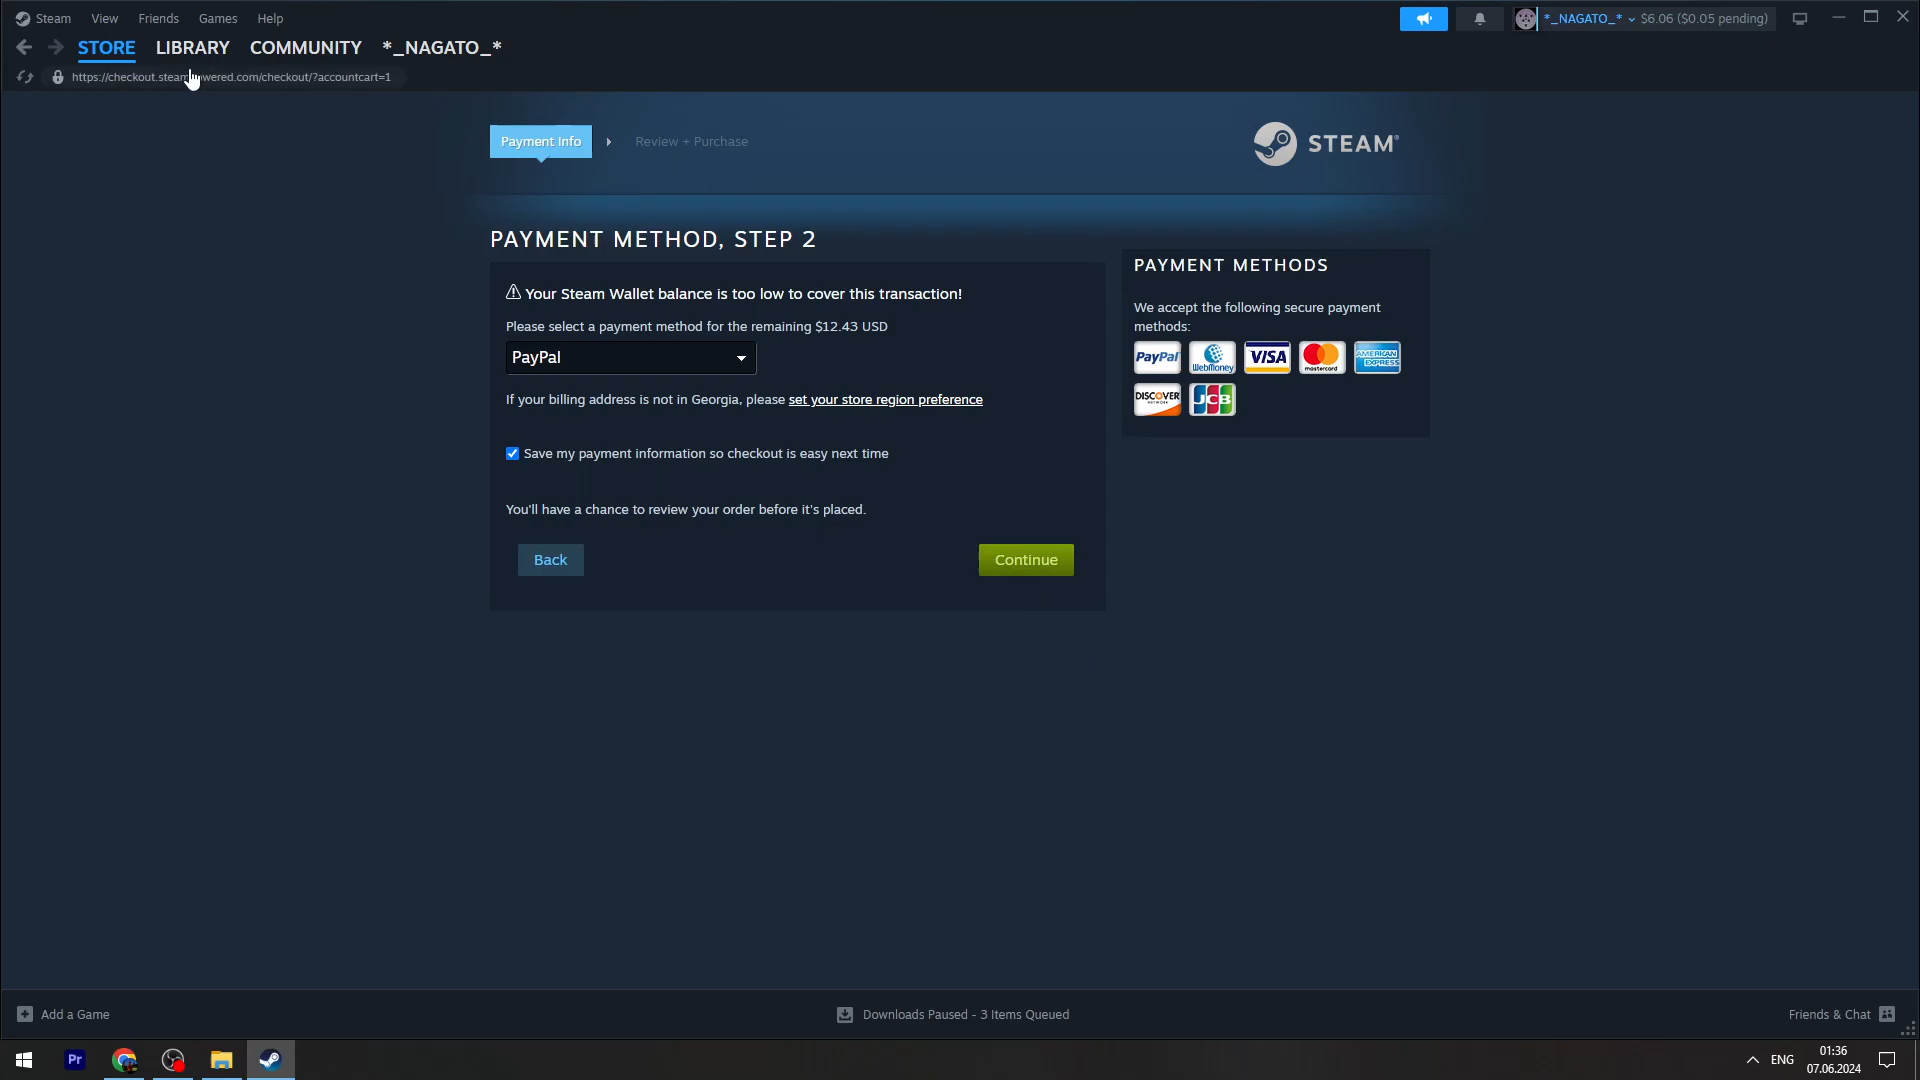 Steam View Friends Games Help *_NAGATO_* $6.06 ($0.05 pending)
STORE LIBRARY COMMUNITY *_NAGATO_*
https://checkout.steampowered.com/checkout/?accountcart=1
Payment Info Review + Purchase STEAM®
PAYMENT METHOD, STEP 2
Your Steam Wallet balance is too low to cover this transaction!
Please select a payment method for the remaining $12.43 USD
PayPal
If your billing address is not in Georgia, please set your store region preference
Save my payment information so checkout is easy next time
You'll have a chance to review your order before it's placed.
Back Continue
PAYMENT METHODS
We accept the following secure payment
methods:
PayPal WebMoney VISA mastercard AMERICAN EXPRESS
DISCOVER NETWORK JCB
Add a Game Downloads Paused - 3 Items Queued Friends & Chat
Pr ENG 01:36
07.06.2024